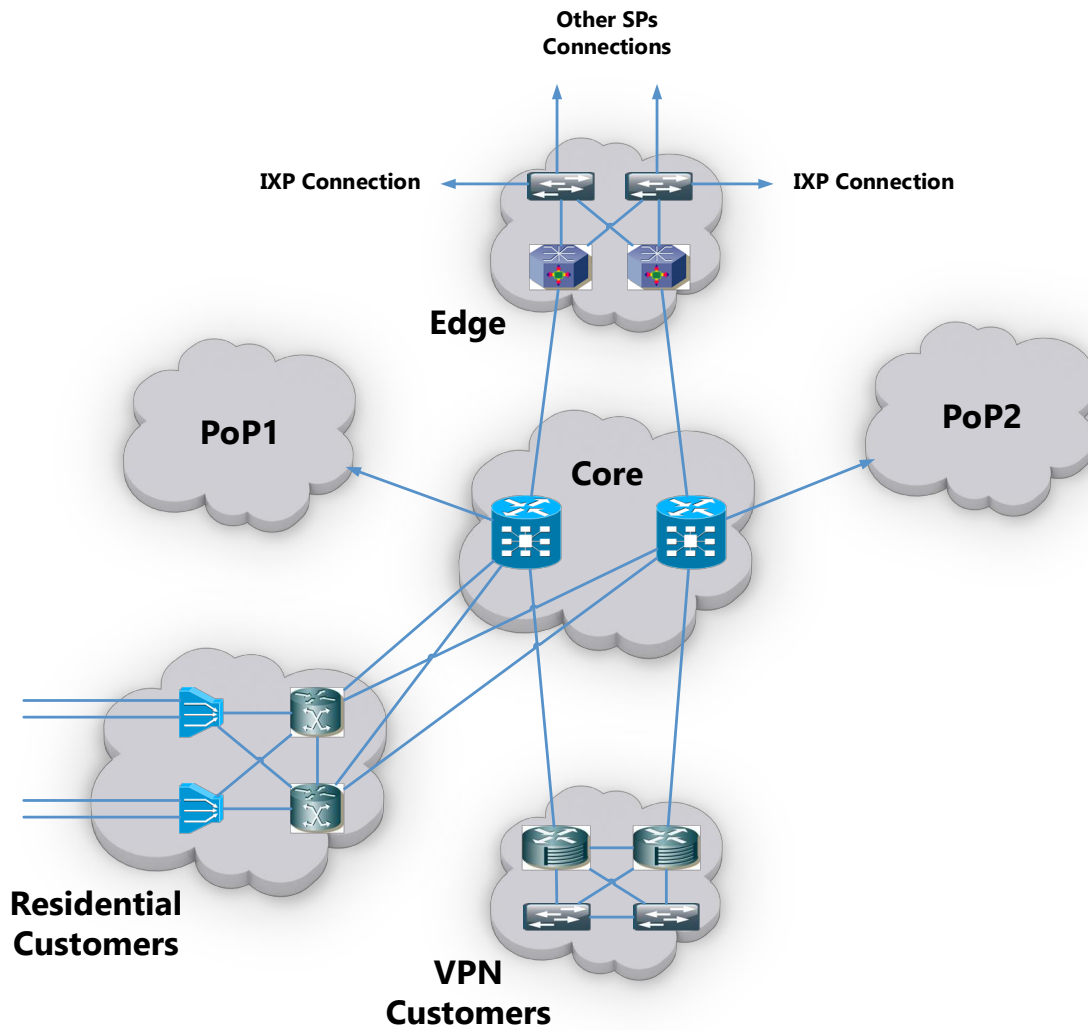 Other SPs
Connections
IXP Connection
IXP Connection
Edge
PoP1
PoP2
Core
Residential
Customers
VPN
Customers